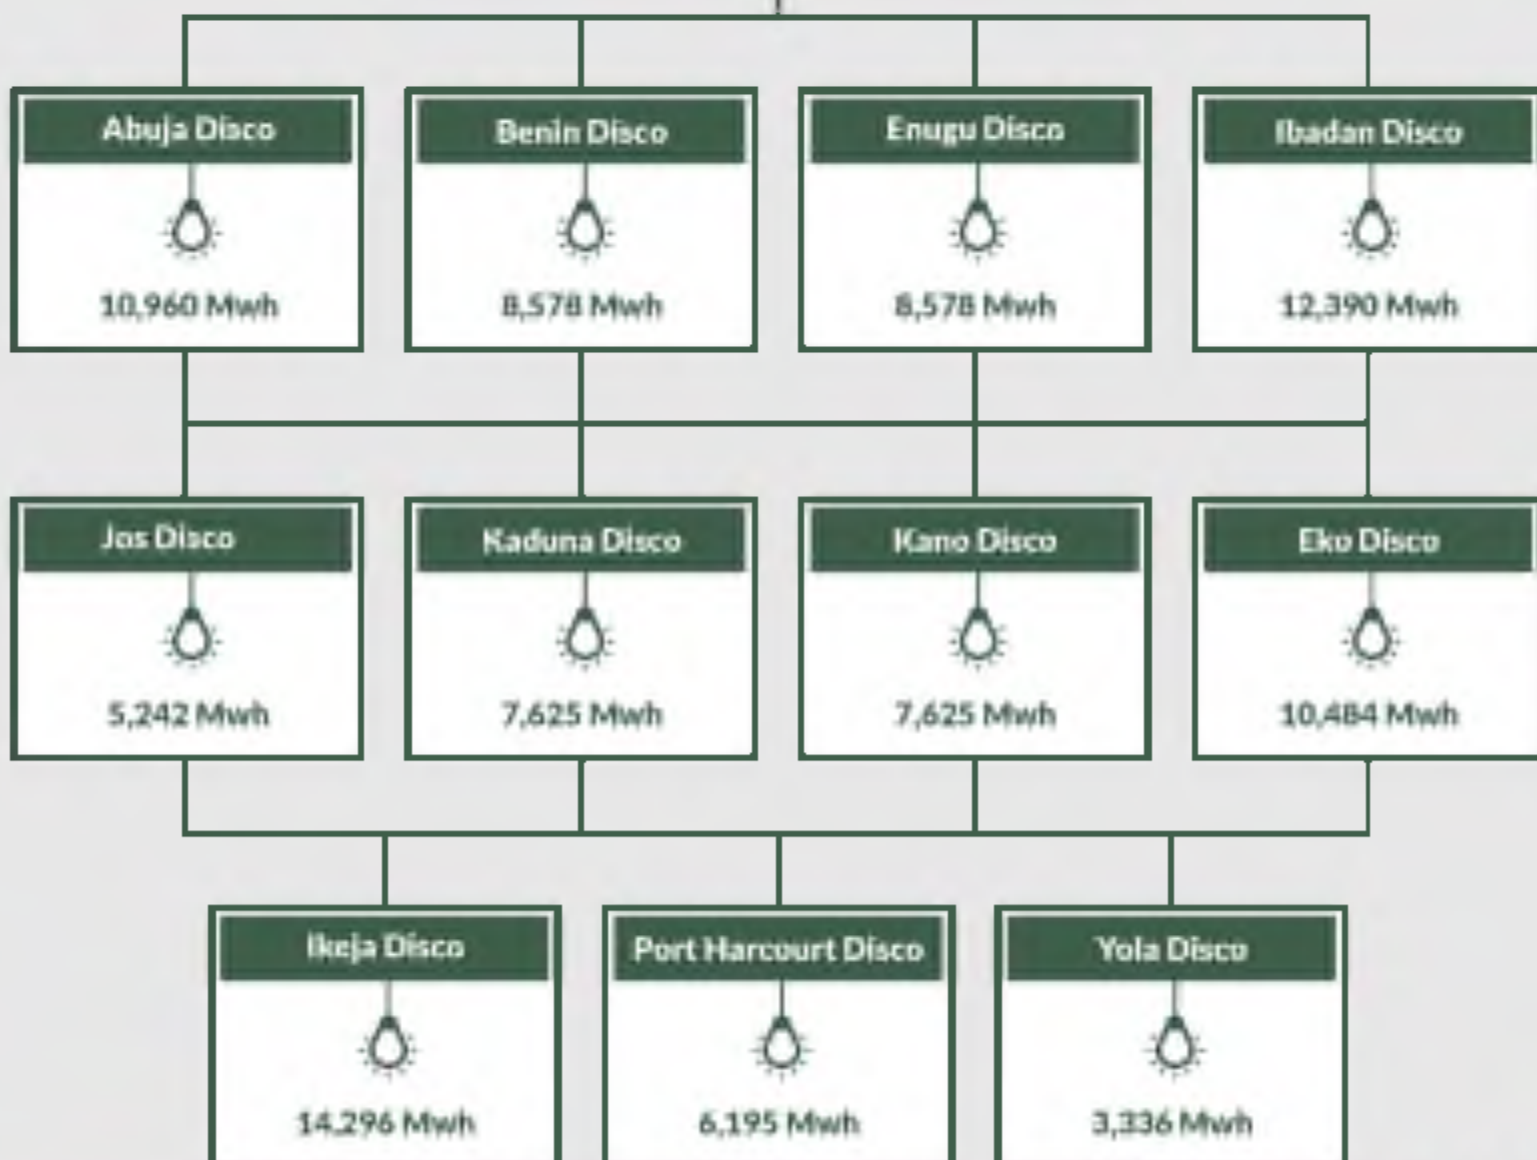 Abuja Disco
10,960 Mwh
Benin Disco
8,578 Mwh
Enugu Disco
8,578 Mwh
Ibadan Disco
12,390 Mwh
Jos Disco
5,242 Mwh
Kaduna Disco
7,625 Mwh
Kano Disco
7,625 Mwh
Eko Disco
10,484 Mwh
Ikeja Disco
14,296 Mwh
Port Harcourt Disco
6,195 Mwh
Yola Disco
3,336 Mwh